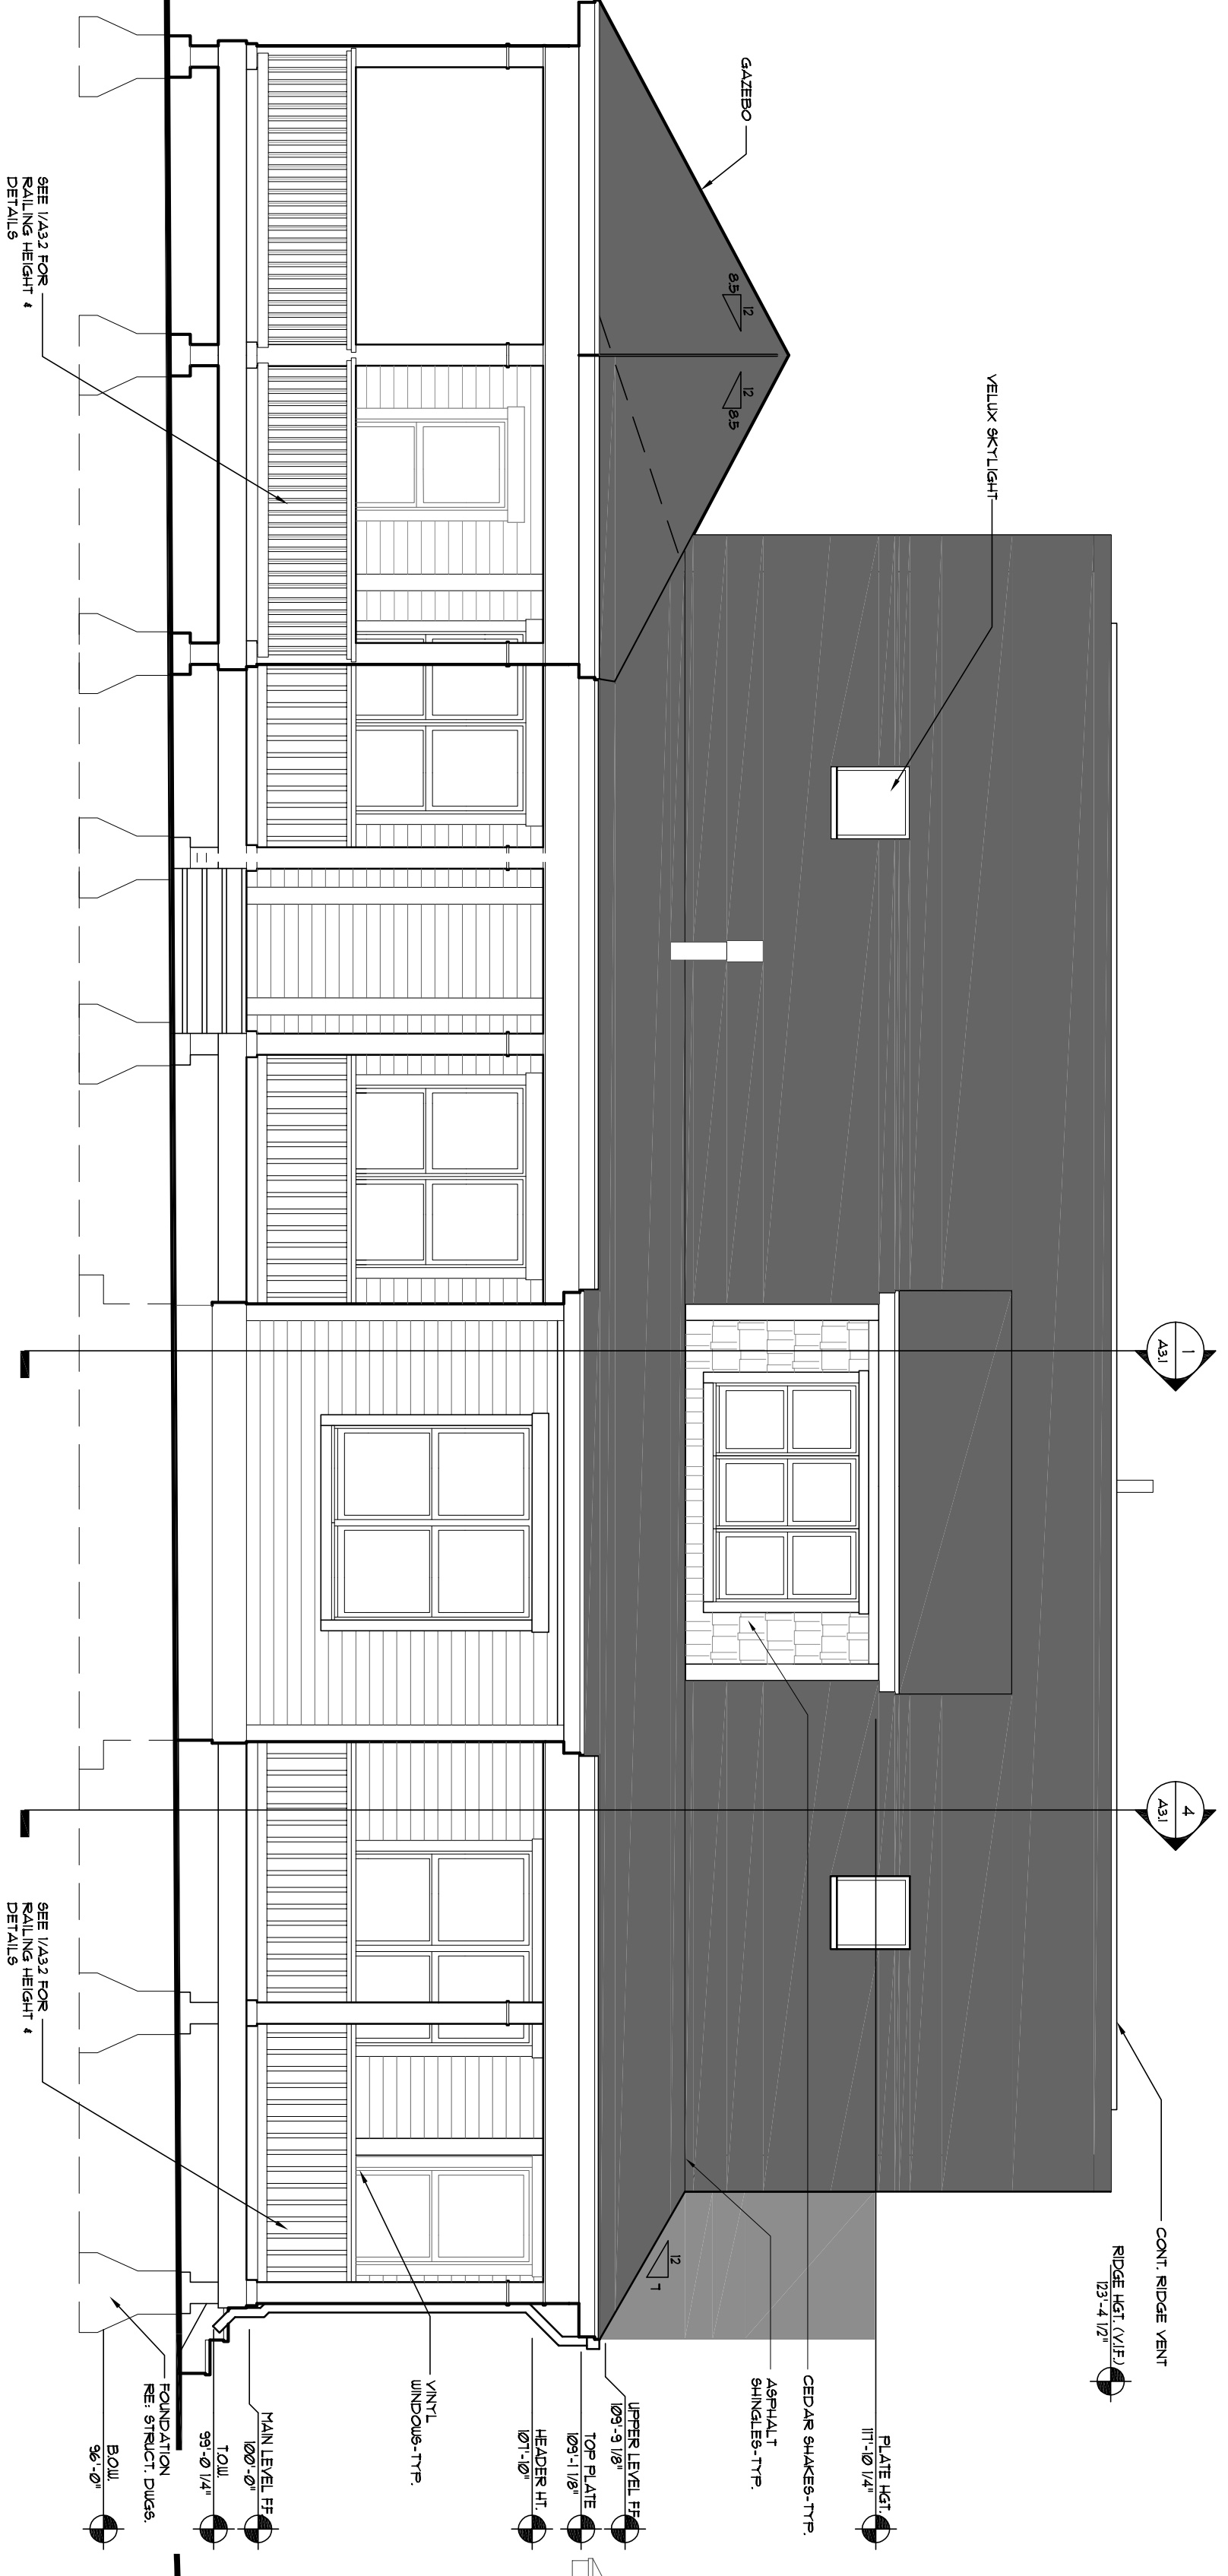 GAZEBO
12
8.5
12
8.5
VELUX SKYLIGHT
1
A3.1
4
A3.1
CONT. RIDGE VENT
RIDGE HGT. (V.I.F.)
123'-4 1/2"
PLATE HGT.
117'-10 1/4"
CEDAR SHAKES-TYP.
ASPHALT
SHINGLES-TYP.
12
7
UPPER LEVEL FF
109'-9 1/8"
TOP PLATE
109'-1 1/8"
HEADER HT.
107'-10"
VINYL
WINDOWS-TYP.
MAIN LEVEL FF
100'-0"
T.O.W.
99'-0 1/4"
FOUNDATION
RE: STRUCT. DWGS.
B.O.W.
96'-0"
SEE 1/A3.2 FOR
RAILING HEIGHT &
DETAILS
SEE 1/A3.2 FOR
RAILING HEIGHT &
DETAILS